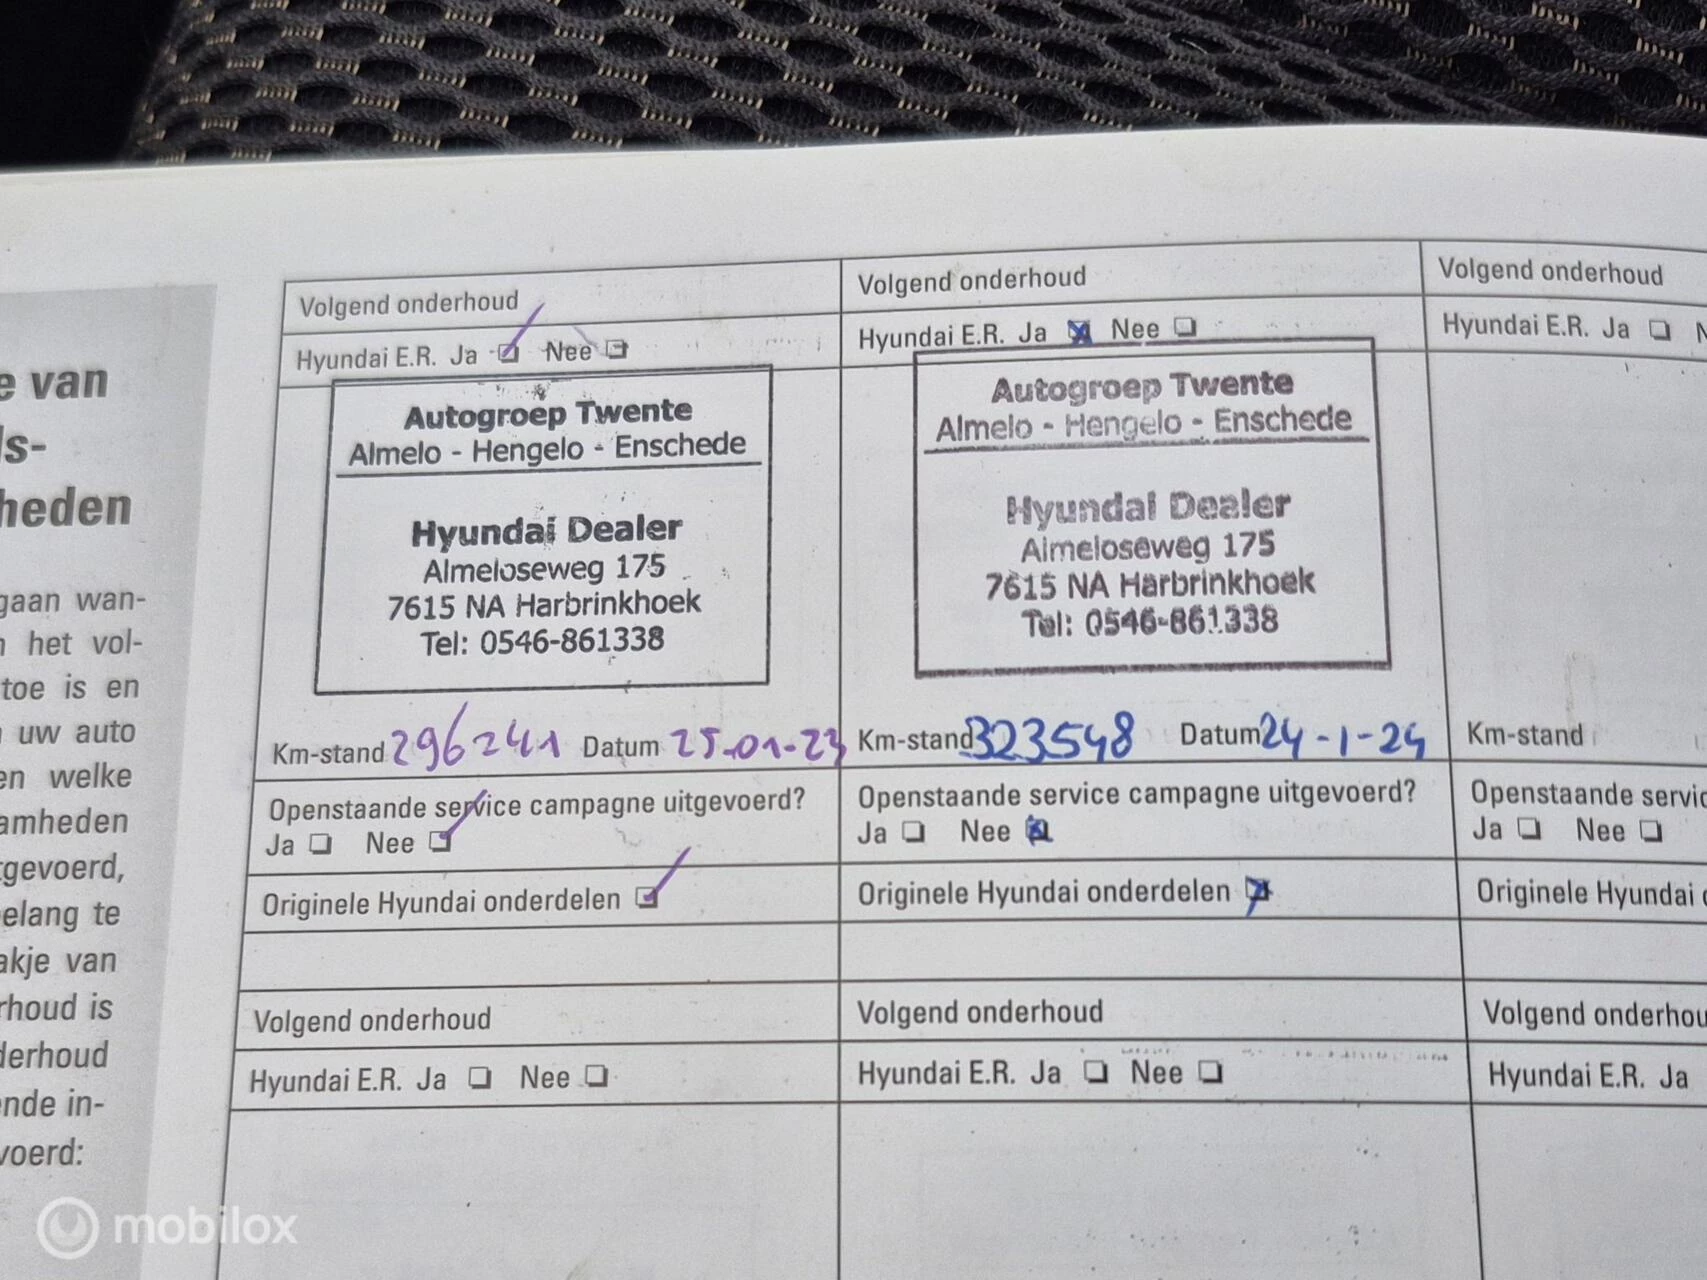 e van
ls-
heden
gaan wan-
n het vol-
toe is en
uw auto
en welke
amheden
tgevoerd,
elang te
akje van
rhoud is
derhoud
ende in-
voerd:
Volgend onderhoud
Hyundai E.R. Ja Nee
Autogroep Twente
Almelo - Hengelo - Enschede
Hyundai Dealer
Almeloseweg 175
7615 NA Harbrinkhoek
Tel: 0546-861338
Km-stand 296241 Datum 25-01-23
Openstaande service campagne uitgevoerd?
Ja Nee
Originele Hyundai onderdelen
Volgend onderhoud
Hyundai E.R. Ja Nee
Volgend onderhoud
Hyundai E.R. Ja Nee
Autogroep Twente
Almelo - Hengelo - Enschede
Hyundai Dealer
Almeloseweg 175
7615 NA Harbrinkhoek
Tel: 0546-861338
Km-stand 323548 Datum 24-1-24
Openstaande service campagne uitgevoerd?
Ja Nee
Originele Hyundai onderdelen
Volgend onderhoud
Hyundai E.R. Ja Nee
Volgend onderhoud
Hyundai E.R. Ja N
Km-stand
Openstaande servic
Ja Nee
Originele Hyundai o
Volgend onderhou
Hyundai E.R. Ja
mobilox